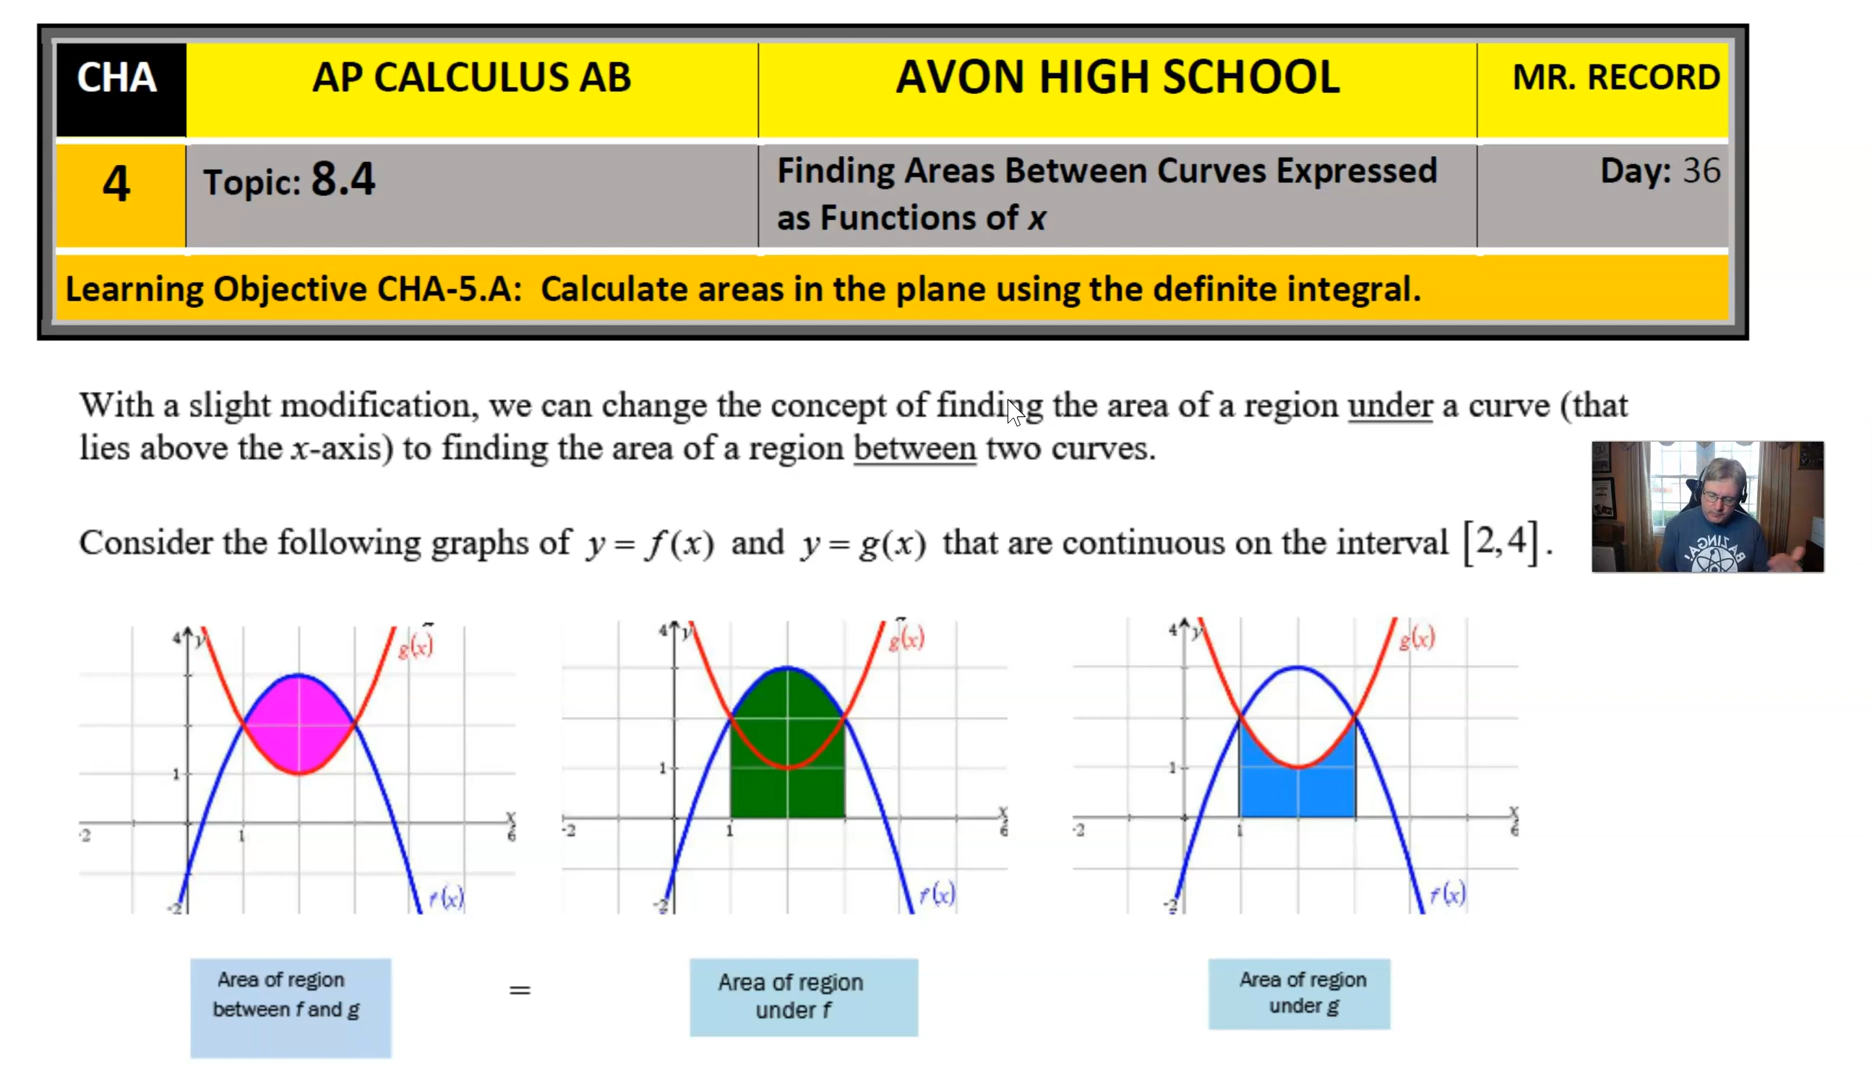 CHA AP CALCULUS AB AVON HIGH SCHOOL MR. RECORD
4 Topic: 8.4 Finding Areas Between Curves Expressed as Functions of x Day: 36
Learning Objective CHA-5.A: Calculate areas in the plane using the definite integral.
With a slight modification, we can change the concept of finding the area of a region under a curve (that
lies above the x-axis) to finding the area of a region between two curves.
Consider the following graphs of y = f(x) and y = g(x) that are continuous on the interval [2,4].
4 y g(x)
1
-2 1 x 6
-2 f(x)
4 y g(x)
1
-2 1 x 6
-2 f(x)
4 y g(x)
1
-2 1 x 6
-2 f(x)
Area of region
between f and g
=
Area of region
under f
Area of region
under g
BAZINGA!